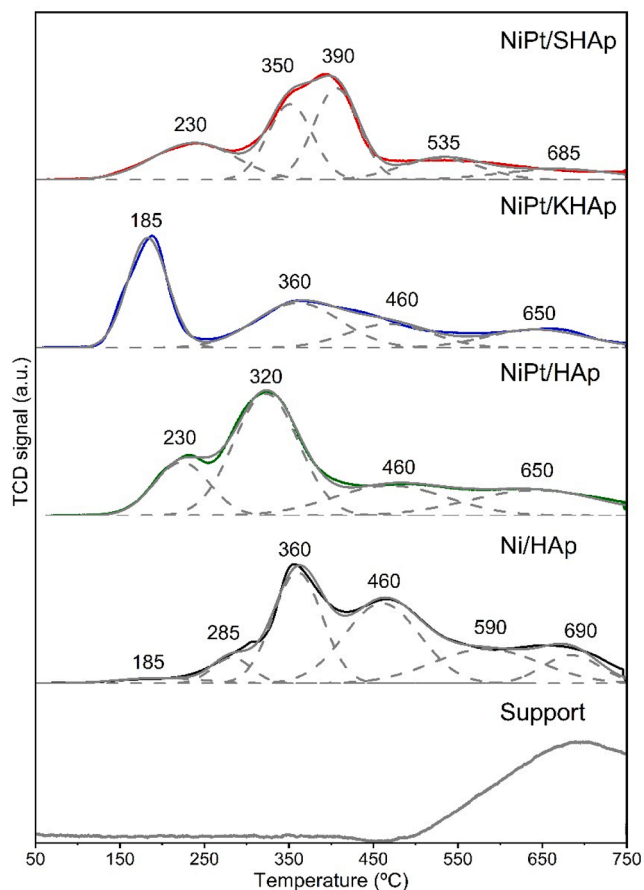 NiPt/SHAp
350 390
230
535
685
NiPt/KHAp
185
360
460
650
NiPt/HAp
320
230
460
650
Ni/HAp
360
460
285
590
690
185
Support
TCD signal (a.u.)
50 150 250 350 450 550 650 750
Temperature (ºC)